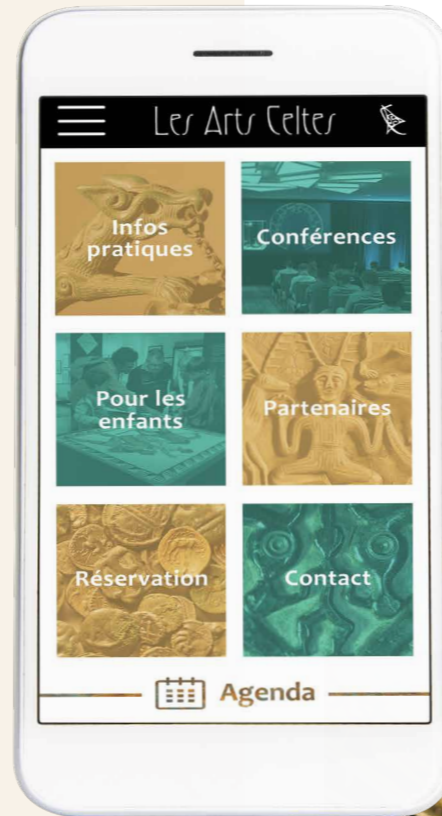 Les Arts Celtes
Infos
pratiques
Conférences
Pour les
enfants
Partenaires
Réservation
Contact
Agenda